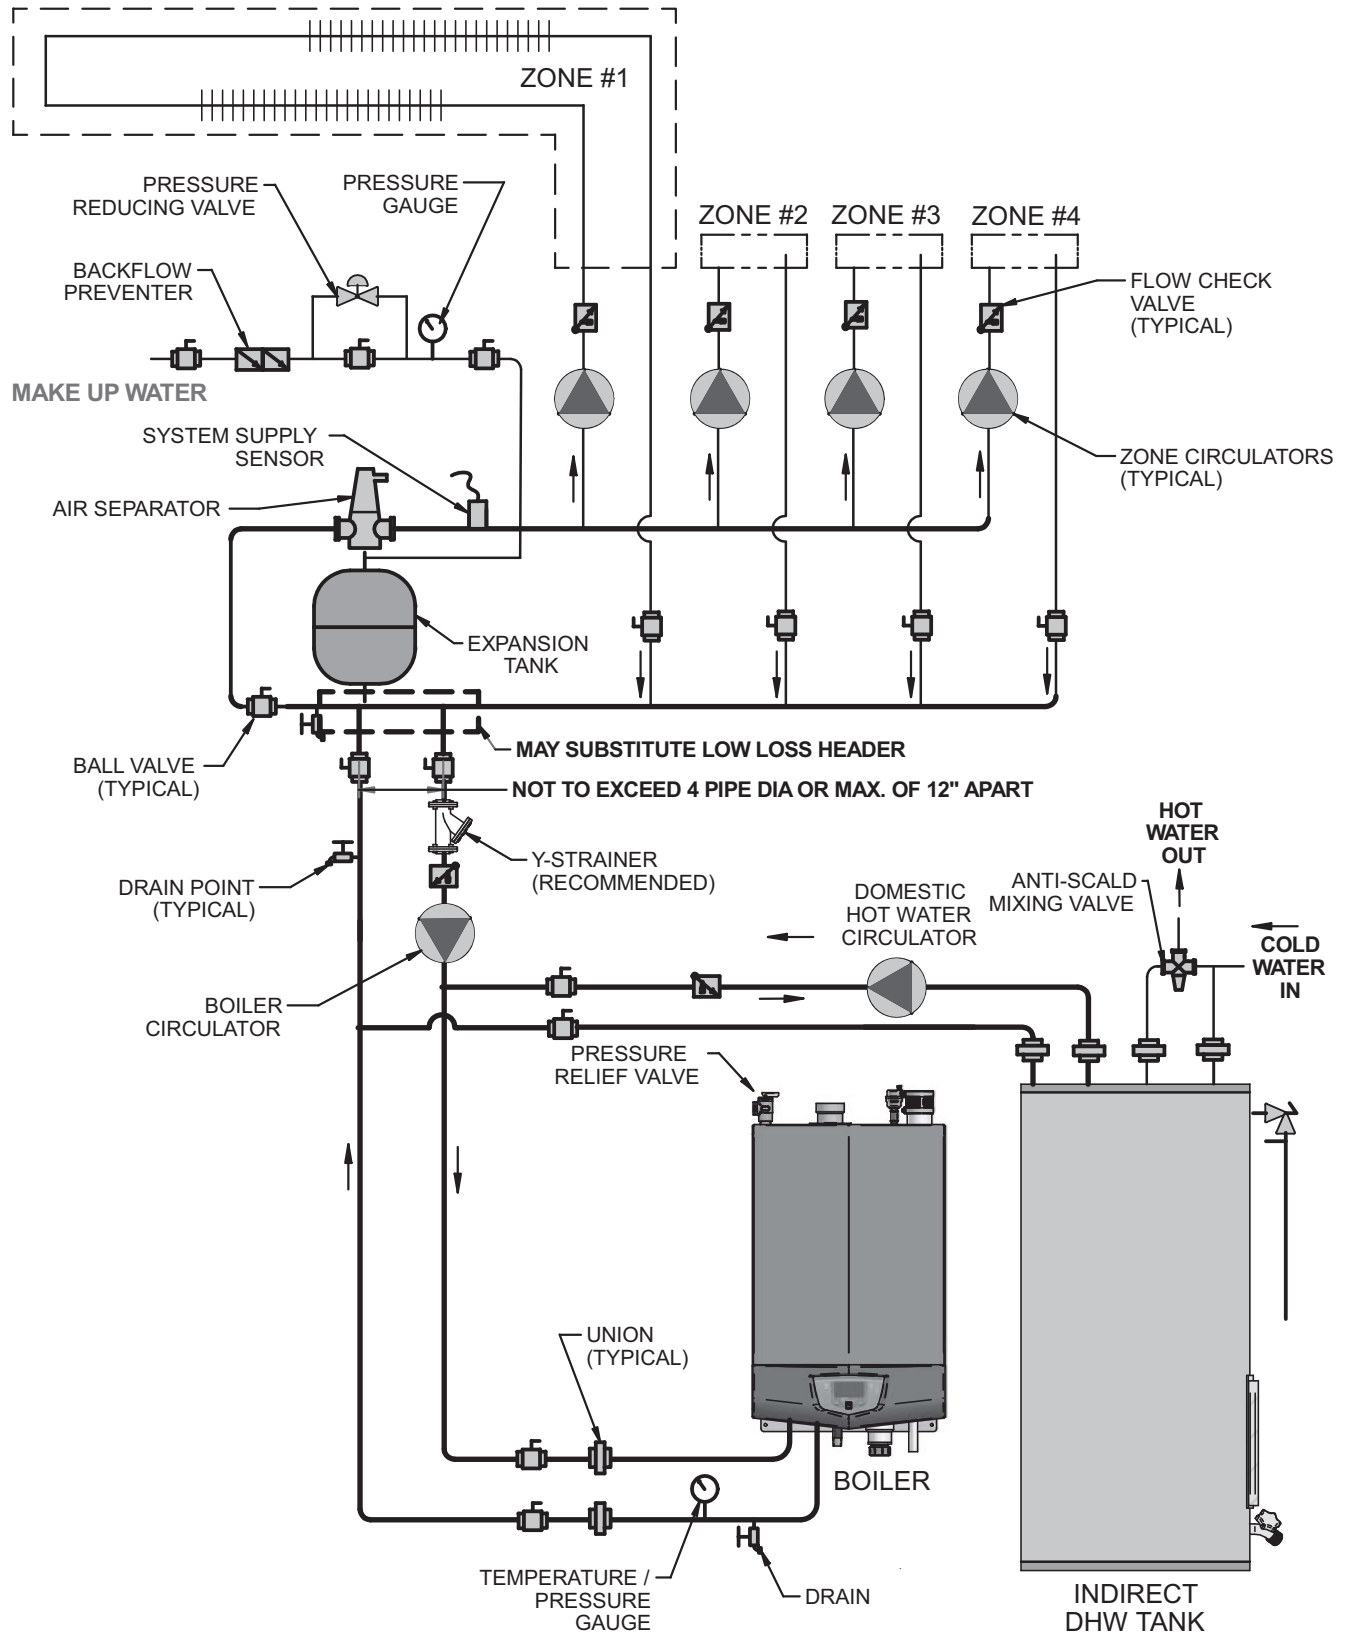 ZONE #1
PRESSURE
REDUCING VALVE
PRESSURE
GAUGE
ZONE #2
ZONE #3
ZONE #4
BACKFLOW
PREVENTER
FLOW CHECK
VALVE
(TYPICAL)
MAKE UP WATER
SYSTEM SUPPLY
SENSOR
ZONE CIRCULATORS
(TYPICAL)
AIR SEPARATOR
EXPANSION
TANK
MAY SUBSTITUTE LOW LOSS HEADER
BALL VALVE
(TYPICAL)
NOT TO EXCEED 4 PIPE DIA OR MAX. OF 12" APART
HOT
WATER
OUT
Y-STRAINER
(RECOMMENDED)
DRAIN POINT
(TYPICAL)
DOMESTIC
HOT WATER
CIRCULATOR
ANTI-SCALD
MIXING VALVE
COLD
WATER
IN
BOILER
CIRCULATOR
PRESSURE
RELIEF VALVE
UNION
(TYPICAL)
BOILER
TEMPERATURE /
PRESSURE
GAUGE
DRAIN
INDIRECT
DHW TANK